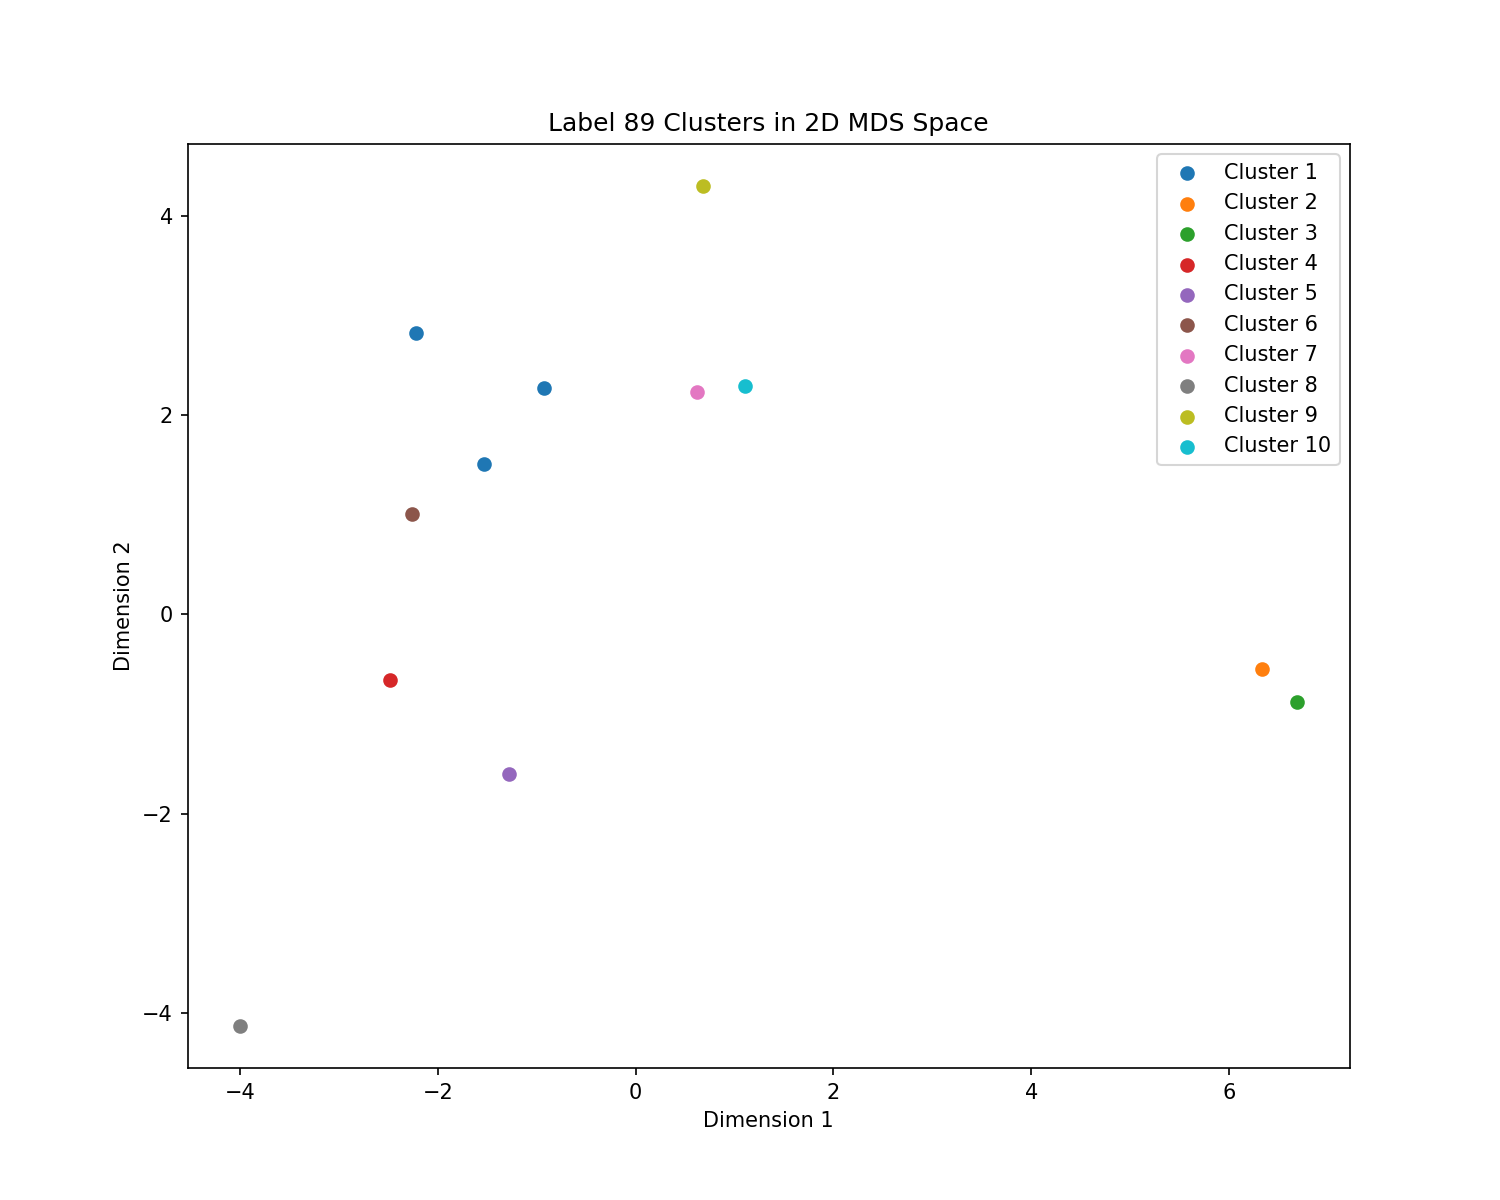 Label 89 Clusters in 2D MDS Space
Cluster 1
Cluster 2
Cluster 3
Cluster 4
Cluster 5
Cluster 6
Cluster 7
Cluster 8
Cluster 9
Cluster 10
4
2
0
−2
−4
Dimension 2
−4 −2 0 2 4 6
Dimension 1